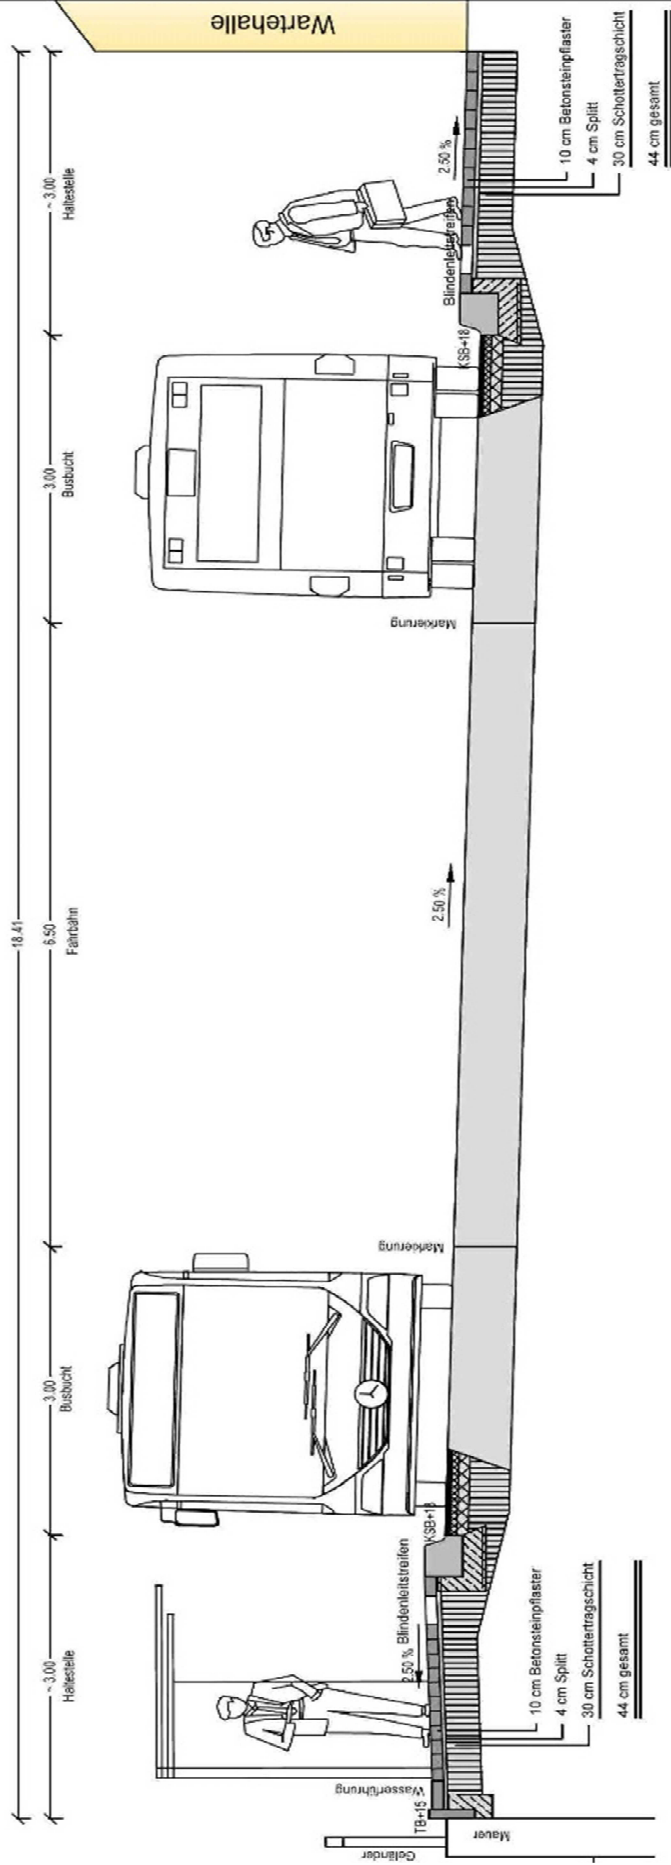 18.41
~ 3.00
Haltestelle
3.00
Busbucht
6.50
Fahrbahn
3.00
Busbucht
~ 3.00
Haltestelle
Geländer
Mauer
TB+15
Wasserführung
2.50 % Blindenleitstreifen
Markierung
2.50 %
Markierung
KSB+18
Blindenleitstreifen
2.50 %
Wartehalle
10 cm Betonsteinpflaster
4 cm Splitt
30 cm Schottertragschicht
44 cm gesamt
10 cm Betonsteinpflaster
4 cm Splitt
30 cm Schottertragschicht
44 cm gesamt